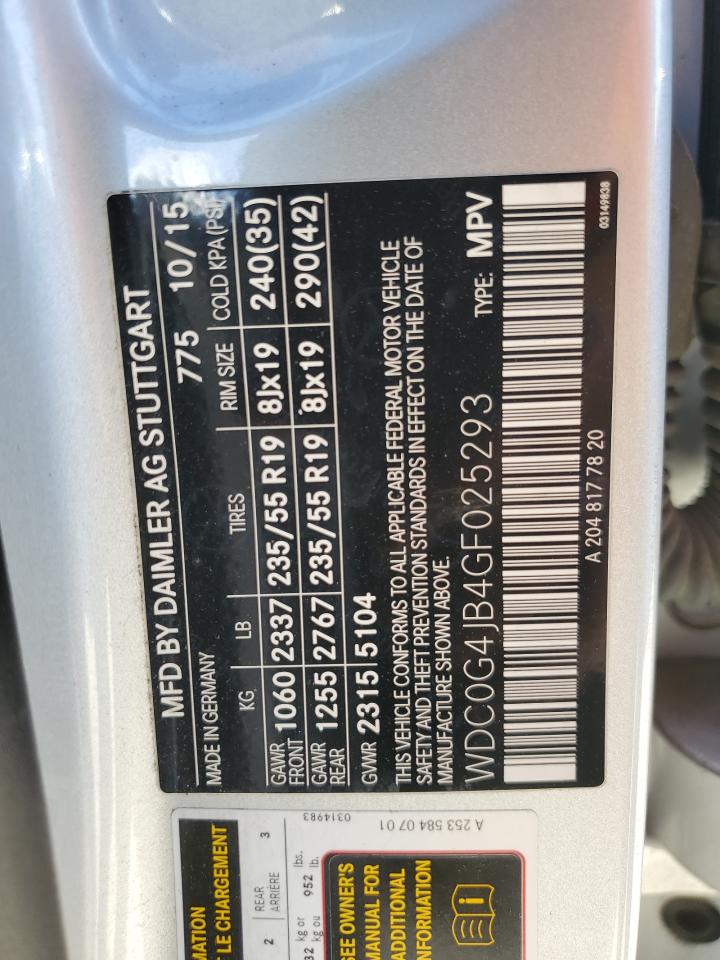 MFD BY DAIMLER AG STUTTGART
MADE IN GERMANY 775 10/15
KG LB TIRES RIM SIZE COLD KPA(PSI)
GAWR FRONT 1060 2337 235/55 R19 8Jx19 240(35)
GAWR REAR 1255 2767 235/55 R19 8Jx19 290(42)
GVWR 2315 5104
THIS VEHICLE CONFORMS TO ALL APPLICABLE FEDERAL MOTOR VEHICLE
SAFETY AND THEFT PREVENTION STANDARDS IN EFFECT ON THE DATE OF
MANUFACTURE SHOWN ABOVE.
WDC0G4JB4GF025293 TYPE: MPV
03149838
A 204 817 78 20
MATION
T LE CHARGEMENT
2 REAR ARRIÈRE 3
32 kg or 952 lbs.
kg ou lb.
SEE OWNER'S
MANUAL FOR
ADDITIONAL
NFORMATION
0314983
A 253 584 07 01